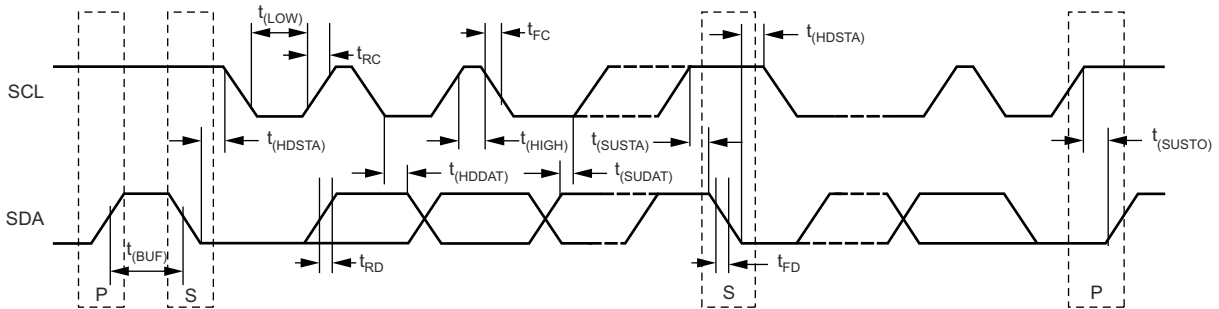 t(LOW)
tRC
tFC
t(HDSTA)
SCL
t(HDSTA)
t(HIGH)
t(SUSTA)
t(SUSTO)
t(HDDAT)
t(SUDAT)
SDA
t(BUF)
tRD
tFD
P
S
S
P